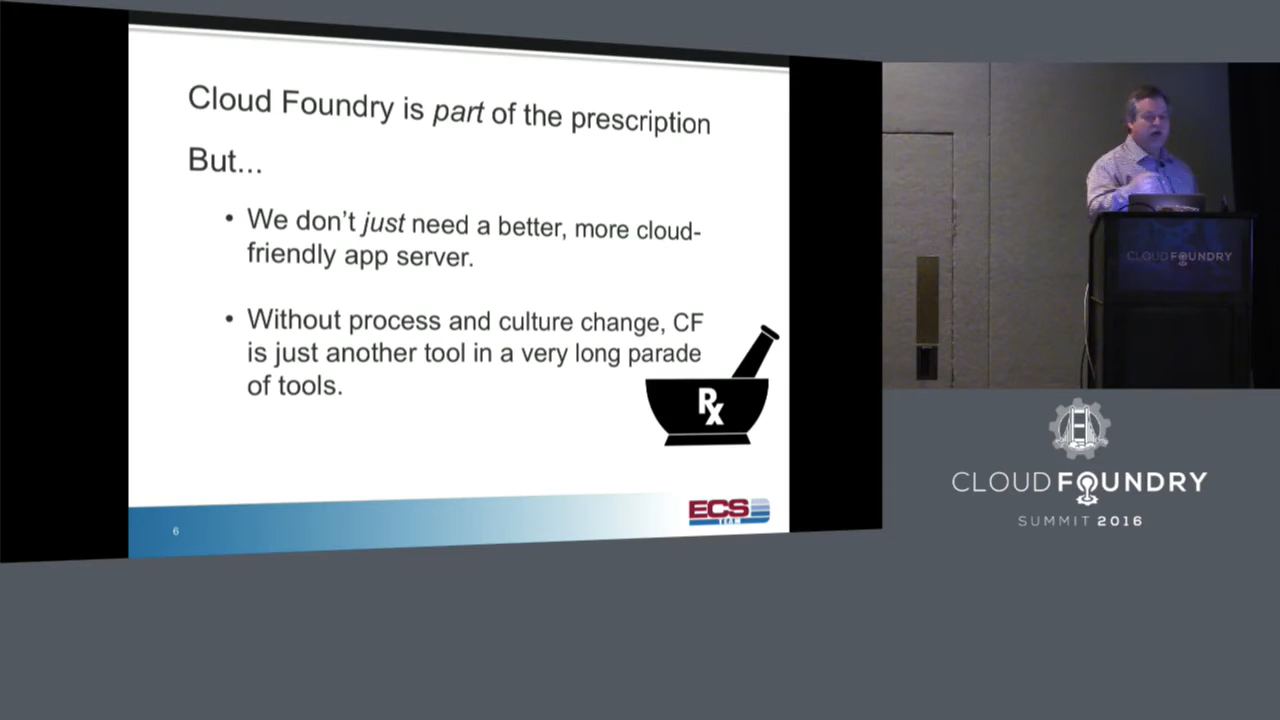 Cloud Foundry is part of the prescription
But...
• We don't just need a better, more cloud-
friendly app server.
• Without process and culture change, CF
is just another tool in a very long parade
of tools.
Rx
ECS
TEAM
6
CLOUD FOUNDRY
CLOUD FOUNDRY
SUMMIT 2016